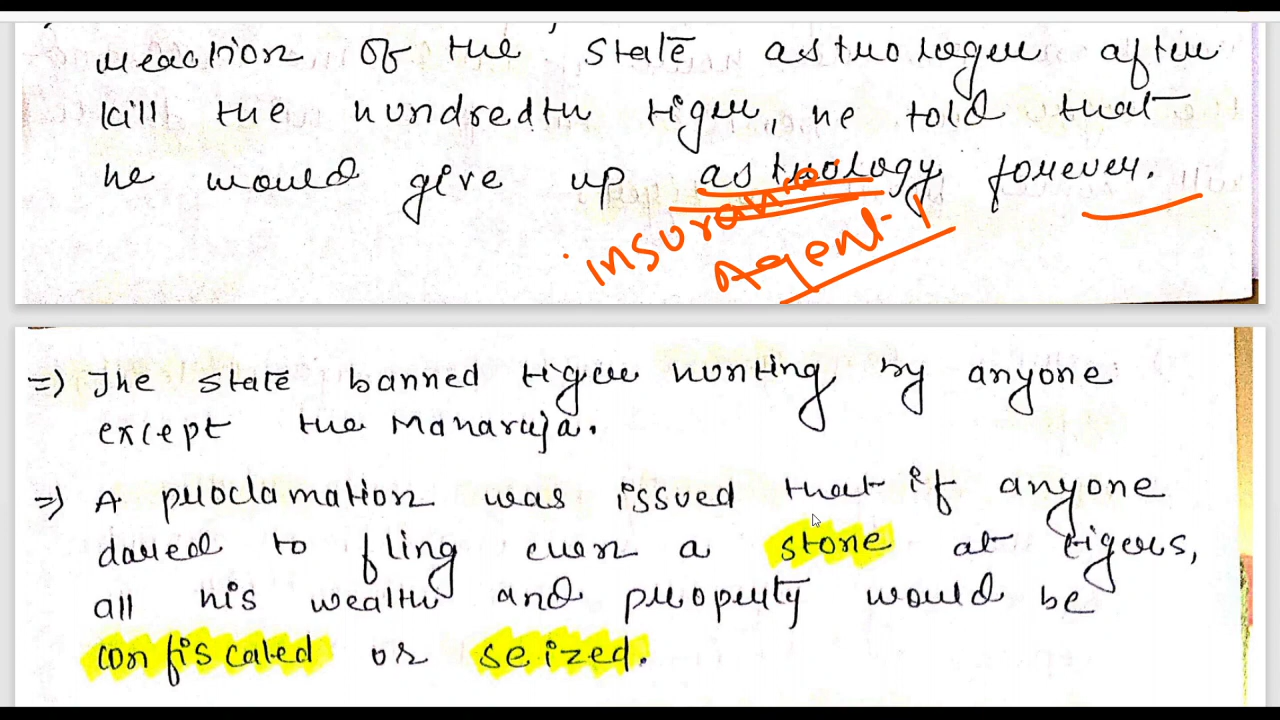 reaction of the state astrologer after
kill the hundredth tiger, he told that
he would give up astrology forever.
insurance
Agent.
=) The state banned tiger hunting by anyone
except the Maharaja.
=) A proclamation was issued that if anyone
dared to fling even a stone at tigers,
all his wealth and property would be
confiscated or seized.